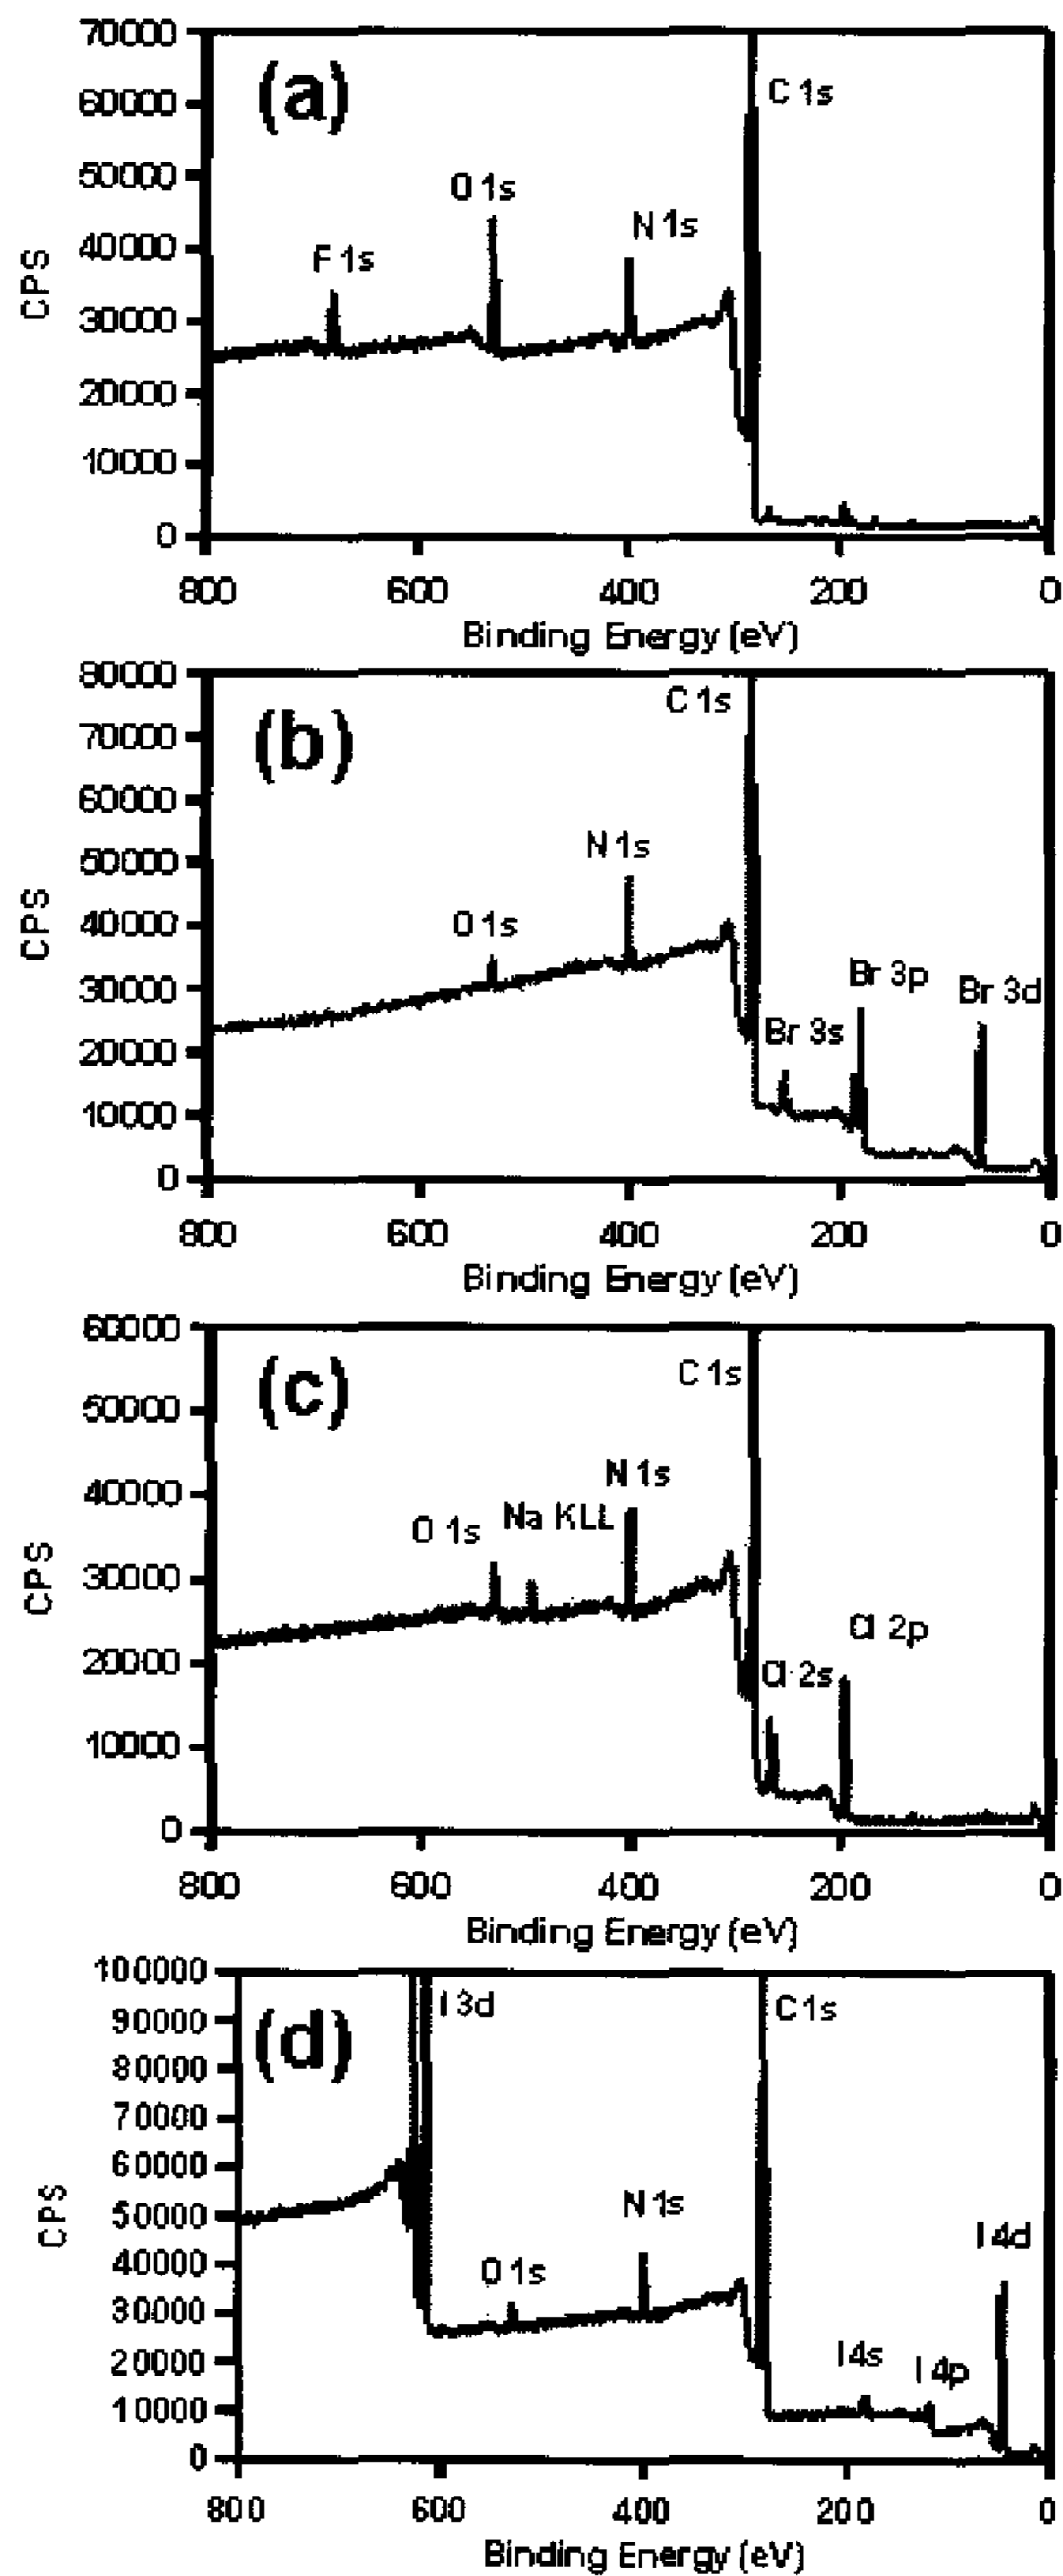 (a)
C 1s
O 1s
N 1s
F 1s
CPS
70000
60000
50000
40000
30000
20000
10000
0
800 600 400 200 0
Binding Energy (eV)
(b)
C 1s
N 1s
O 1s
Br 3p
Br 3d
Br 3s
CPS
80000
70000
60000
50000
40000
30000
20000
10000
0
800 600 400 200 0
Binding Energy (eV)
(c)
C 1s
N 1s
Na KLL
O 1s
Cl 2p
Cl 2s
CPS
60000
50000
40000
30000
20000
10000
0
800 600 400 200 0
Binding Energy (eV)
(d)
I 3d
C1s
N 1s
O 1s
I 4d
I 4s
I 4p
CPS
100000
90000
80000
70000
60000
50000
40000
30000
20000
10000
0
800 600 400 200 0
Binding Energy (eV)